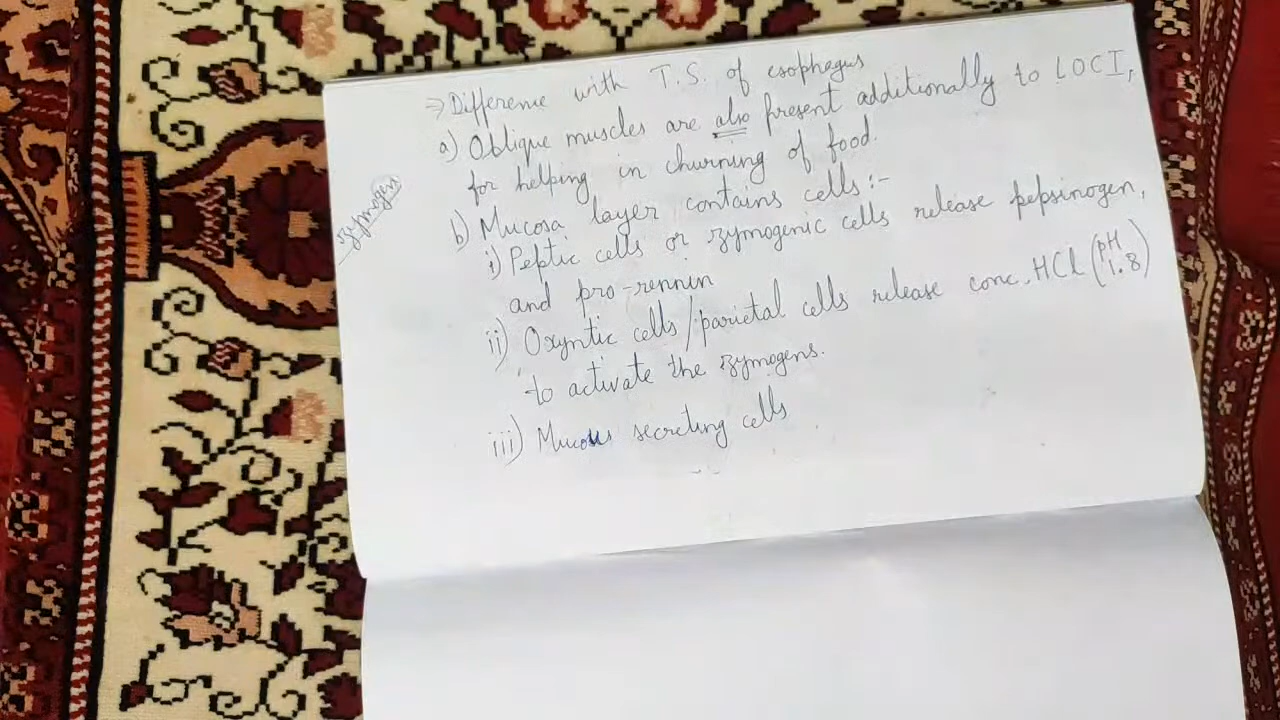 ⇒ Difference with T.S. of esophagus
a) Oblique muscles are also present additionally to LOCI,
for helping in churning of food.
b) Mucosa layer contains cells:-
i) Peptic cells or zymogenic cells release pepsinogen,
and pro-rennin
ii) Oxyntic cells/parietal cells release conc. HCl (pH 1.8)
to activate the zymogens.
iii) Mucous secreting cells